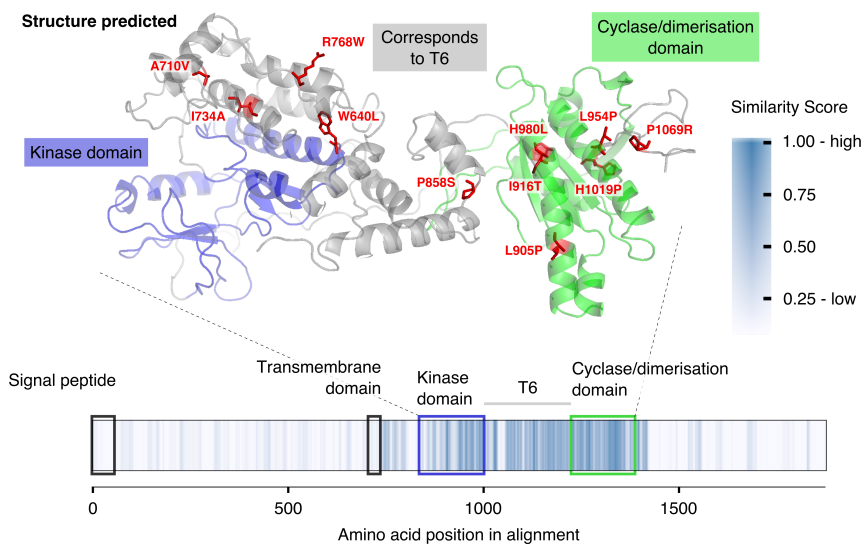 Structure predicted
Corresponds
to T6
Cyclase/dimerisation
domain
Kinase domain
A710V
R768W
I734A
W640L
P858S
H980L
L954P
P1069R
I916T
H1019P
L905P
Similarity Score
1.00 - high
0.75
0.50
0.25 - low
Signal peptide
Transmembrane
domain
Kinase
domain
T6
Cyclase/dimerisation
domain
0
500
1000
1500
Amino acid position in alignment